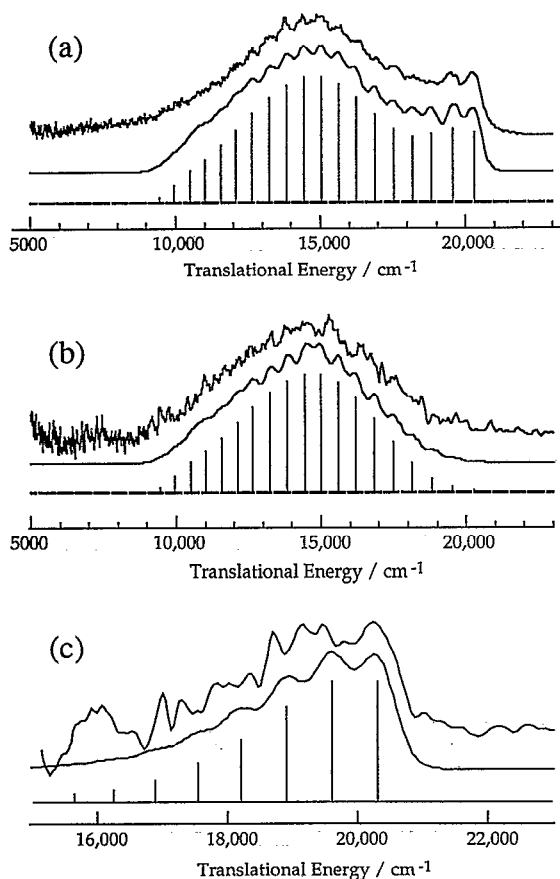 (a)
5000 10,000 15,000 20,000
Translational Energy / cm-1
(b)
5000 10,000 15,000 20,000
Translational Energy / cm-1
(c)
16,000 18,000 20,000 22,000
Translational Energy / cm-1